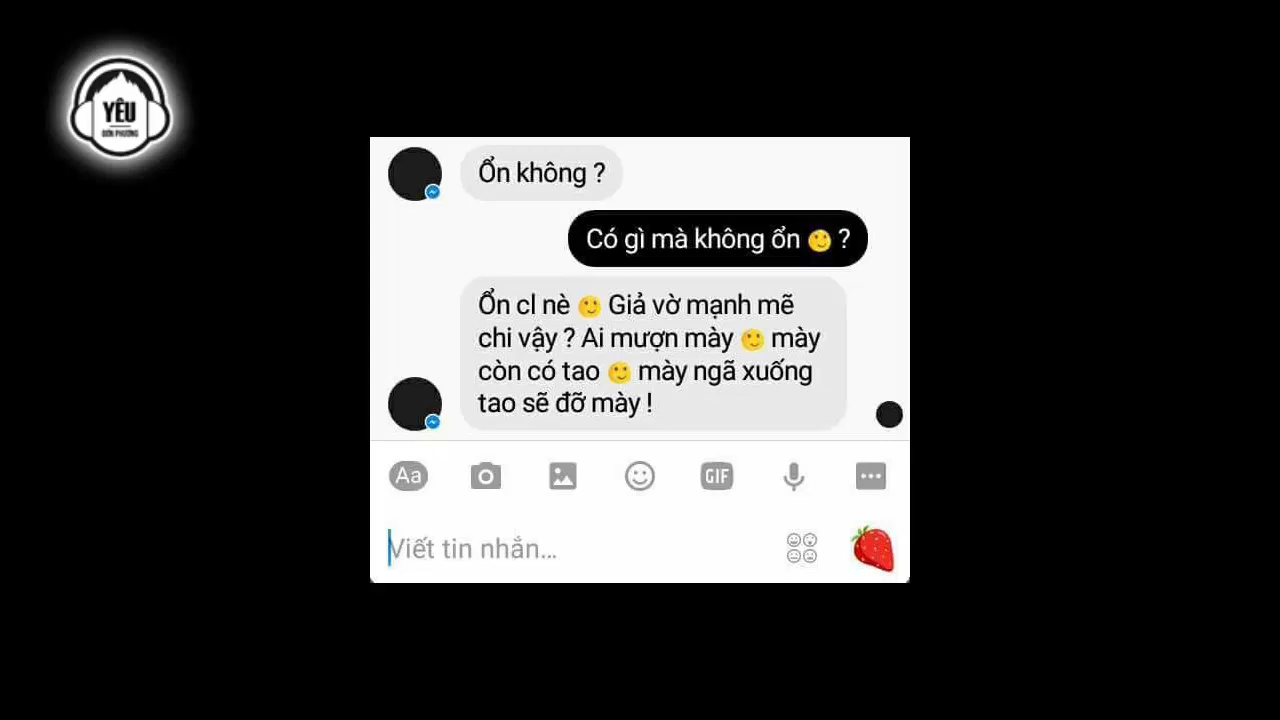 YÊU
ĐƠN PHƯƠNG
Ổn không ?
Có gì mà không ổn 🙂 ?
Ổn cl nè 🙂 Giả vờ mạnh mẽ
chi vậy ? Ai mượn mày 🙂 mày
còn có tao 🙂 mày ngã xuống
tao sẽ đỡ mày !
Aa
GIF
Viết tin nhắn...